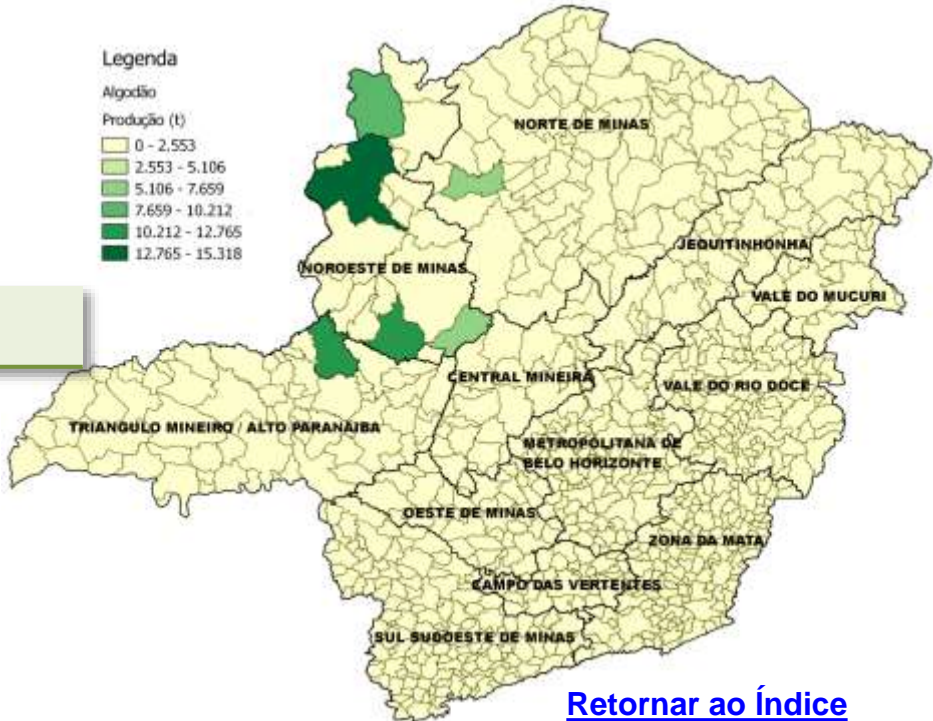 Legenda
Algodão
Produção (t)
0 - 2.553
2.553 - 5.106
5.106 - 7.659
7.659 - 10.212
10.212 - 12.765
12.765 - 15.318
NORTE DE MINAS
JEQUITINHONHA
NOROESTE DE MINAS
VALE DO MUCURI
CENTRAL MINEIRA
VALE DO RIO DOCE
TRIANGULO MINEIRO / ALTO PARANAIBA
METROPOLITANA DE
BELO HORIZONTE
OESTE DE MINAS
ZONA DA MATA
CAMPO DAS VERTENTES
SUL SUDOESTE DE MINAS
Retornar ao Índice